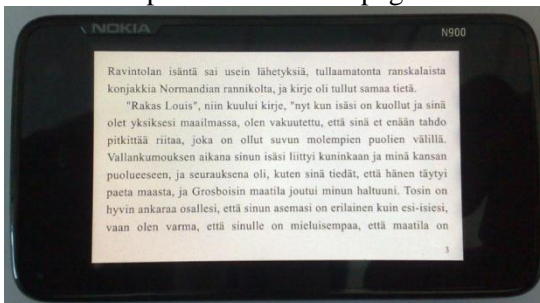 NOKIA
N900
Ravintolan isäntä sai usein lähetyksiä, tullaamatonta ranskalaista
konjakkia Normandian rannikolta, ja kirje oli tullut samaa tietä.
"Rakas Louis", niin kuului kirje, "nyt kun isäsi on kuollut ja sinä
olet yksiksesi maailmassa, olen vakuutettu, että sinä et enään tahdo
pitkittää riitaa, joka on ollut suvun molempien puolien välillä.
Vallankumouksen aikana sinun isäsi liittyi kuninkaan ja minä kansan
puolueeseen, ja seurauksena oli, kuten sinä tiedät, että hänen täytyi
paeta maasta, ja Grosboisin maatila joutui minun haltuuni. Tosin on
hyvin ankaraa osallesi, että sinun asemasi on erilainen kuin esi-isiesi,
vaan olen varma, että sinulle on mieluisempaa, että maatila on
3